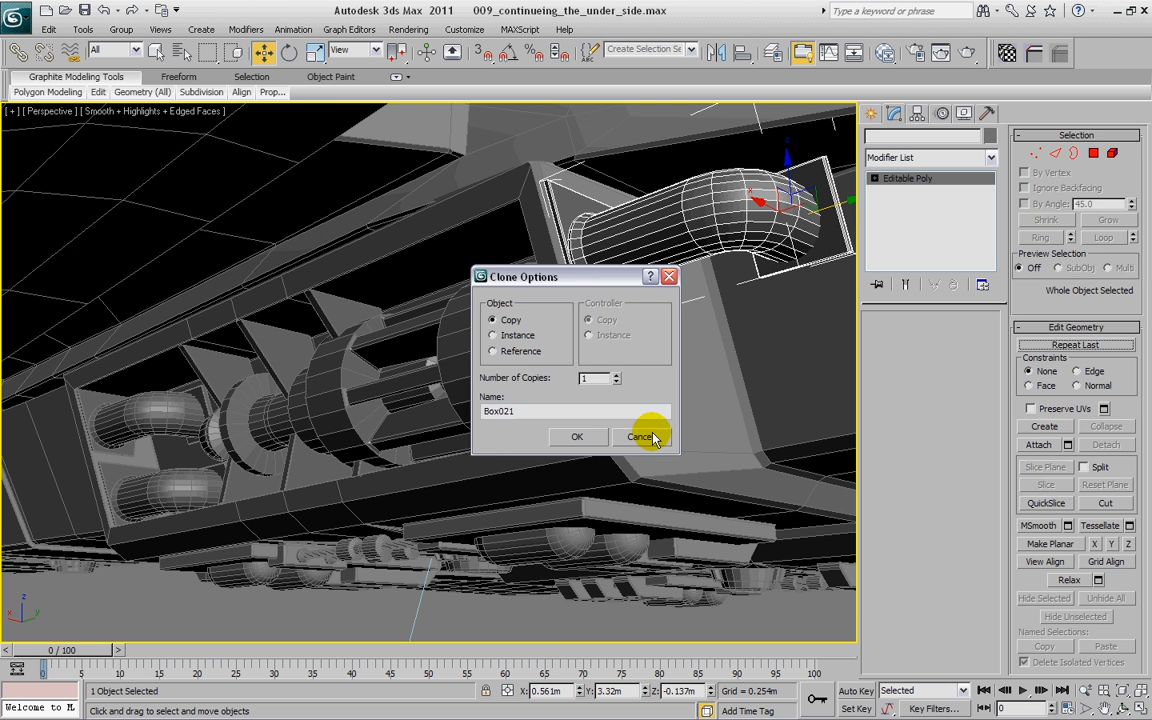 Autodesk 3ds Max 2011 009_continueing_the_under_side.max
Type a keyword or phrase
Edit Tools Group Views Create Modifiers Animation Graph Editors Rendering Customize MAXScript Help
All
View
Create Selection Se
Graphite Modeling Tools Freeform Selection Object Paint
Polygon Modeling Edit Geometry (All) Subdivision Align Prop...
[ + ] [ Perspective ] [ Smooth + Highlights + Edged Faces ]
Modifier List
Editable Poly
Selection
By Vertex
Ignore Backfacing
By Angle: 45.0
Shrink Grow
Ring Loop
Preview Selection
Off SubObj Multi
Whole Object Selected
Edit Geometry
Repeat Last
Constraints
None Edge
Face Normal
Preserve UVs
Create Collapse
Attach Detach
Slice Plane Split
Slice Reset Plane
QuickSlice Cut
MSmooth Tessellate
Make Planar X Y Z
View Align Grid Align
Relax
Hide Selected Unhide All
Hide Unselected
Named Selections:
Copy Paste
Delete Isolated Vertices
Clone Options
Object
Copy
Instance
Reference
Controller
Copy
Instance
Number of Copies: 1
Name:
Box021
OK Cancel
z
x y
0 / 100
0 5 10 15 20 25 30 35 40 45 50 55 60 65 70 75 80 85 90 95 100
1 Object Selected X: 0.561m Y: 3.32m Z: -0.137m Grid = 0.254m Auto Key Selected
Welcome to M Click and drag to select and move objects Add Time Tag Set Key Key Filters... 0